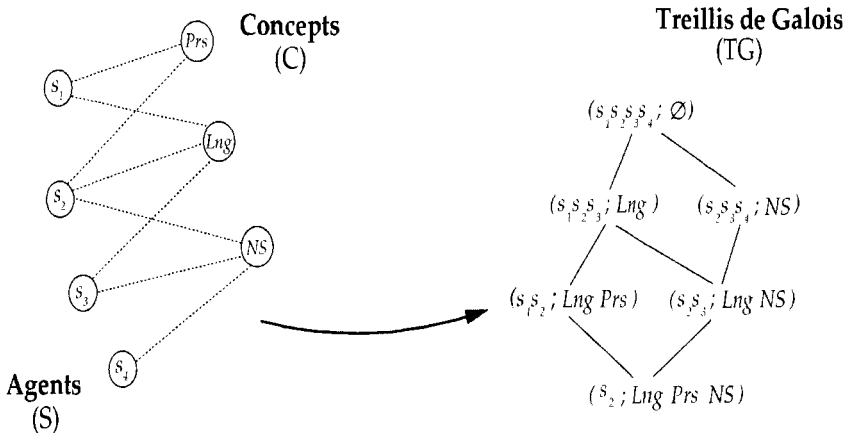 Concepts
(C)
Prs
s₁
Lng
s₂
NS
s₃
s₄
Agents
(S)
Treillis de Galois
(TG)
(s₁s₂s₃s₄ ; Ø)
(s₁s₂s₃ ; Lng)
(s₂s₃s₄ ; NS)
(s₁s₂ ; Lng Prs)
(s₂s₃ ; Lng NS)
(s₂ ; Lng Prs NS)